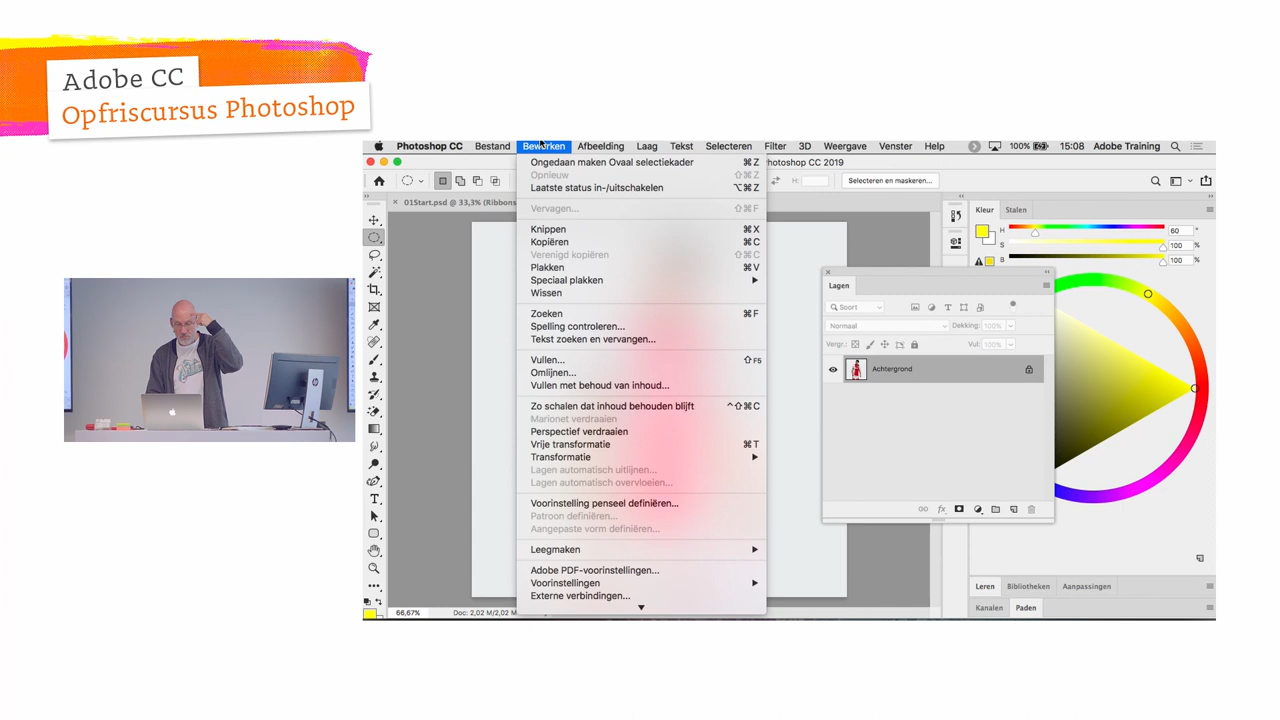 Adobe CC
Opfriscursus Photoshop
Photoshop CC Bestand Bewerken Afbeelding Laag Tekst Selecteren Filter 3D Weergave Venster Help 100% 15:08 Adobe Training
Photoshop CC 2019
H: Selecteren en maskeren...
01Start.psd @ 33,3% (Ribbons
Ongedaan maken Ovaal selectiekader ⌘Z
Opnieuw ⇧⌘Z
Laatste status in-/uitschakelen ⌥⌘Z
Vervagen... ⇧⌘F
Knippen ⌘X
Kopiëren ⌘C
Verenigd kopiëren ⇧⌘C
Plakken ⌘V
Speciaal plakken
Wissen
Zoeken ⌘F
Spelling controleren...
Tekst zoeken en vervangen...
Vullen... ⇧F5
Omlijnen...
Vullen met behoud van inhoud...
Zo schalen dat inhoud behouden blijft ^⇧⌘C
Marionet verdraaien
Perspectief verdraaien
Vrije transformatie ⌘T
Transformatie
Lagen automatisch uitlijnen...
Lagen automatisch overvloeien...
Voorinstelling penseel definiëren...
Patroon definiëren...
Aangepaste vorm definiëren...
Leegmaken
Adobe PDF-voorinstellingen...
Voorinstellingen
Externe verbindingen...
66,67% Doc: 2,02 M/2,02 M
Kleur Stalen
H 60 °
S 100 %
B 100 %
Lagen
Soort
Normaal Dekking: 100%
Vergr.: Vul: 100%
Achtergrond
fx
Leren Bibliotheken Aanpassingen
Kanalen Paden